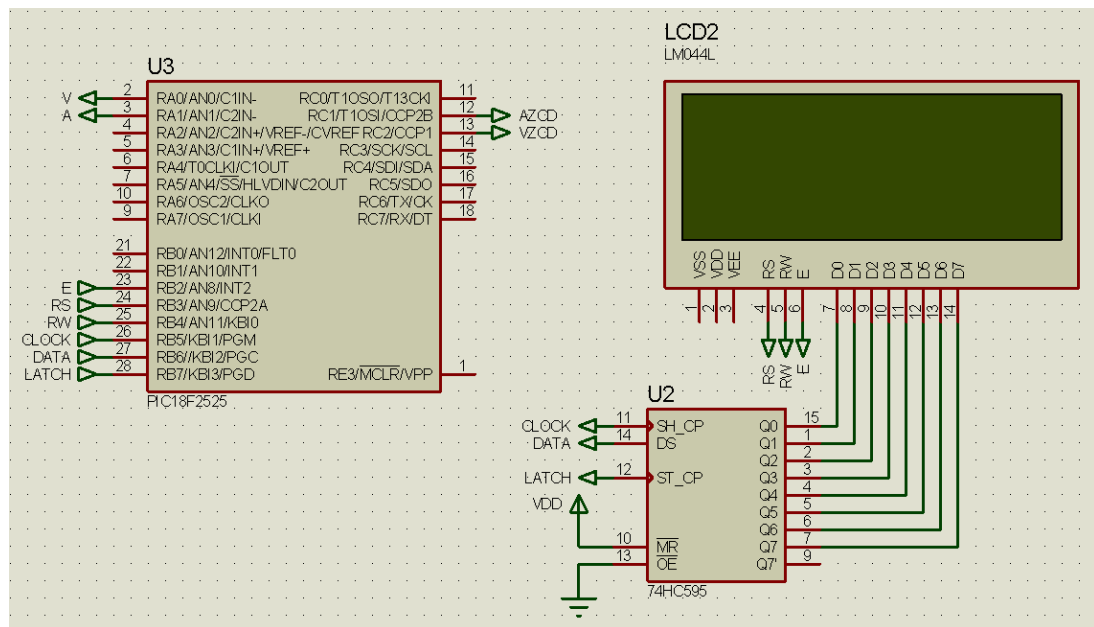 LCD2
LM044L
U3
V 2 RA0/AN0/C1IN- RC0/T1OSO/T13CKI 11
A 3 RA1/AN1/C2IN- RC1/T1OSI/CCP2B 12 AZCD
4 RA2/AN2/C2IN+/VREF-/CVREF RC2/CCP1 13 VZCD
5 RA3/AN3/C1IN+/VREF+ RC3/SCK/SCL 14
6 RA4/T0CLKI/C1OUT RC4/SDI/SDA 15
7 RA5/AN4/SS/HLVDIN/C2OUT RC5/SDO 16
10 RA6/OSC2/CLKO RC6/TX/CK 17
9 RA7/OSC1/CLKI RC7/RX/DT 18
21 RB0/AN12/INT0/FLT0
22 RB1/AN10/INT1
E 23 RB2/AN8/INT2
RS 24 RB3/AN9/CCP2A
RW 25 RB4/AN11/KBI0
CLOCK 26 RB5/KBI1/PGM
DATA 27 RB6//KBI2/PGC
LATCH 28 RB7/KBI3/PGD RE3/MCLR/VPP 1
PIC18F2525
VSS VDD VEE RS RW E D0 D1 D2 D3 D4 D5 D6 D7
1 2 3 4 5 6 7 8 9 10 11 12 13 14
RS RW E
U2
CLOCK 11 SH_CP Q0 15
DATA 14 DS Q1 1
Q2 2
LATCH 12 ST_CP Q3 3
Q4 4
VDD Q5 5
Q6 6
10 MR Q7 7
13 OE Q7' 9
74HC595